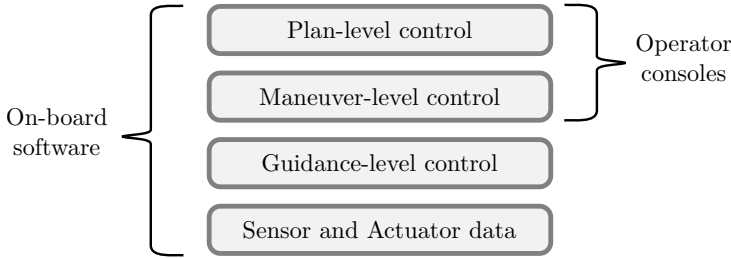 Plan-level control
Operator
consoles
Maneuver-level control
On-board
software
Guidance-level control
Sensor and Actuator data